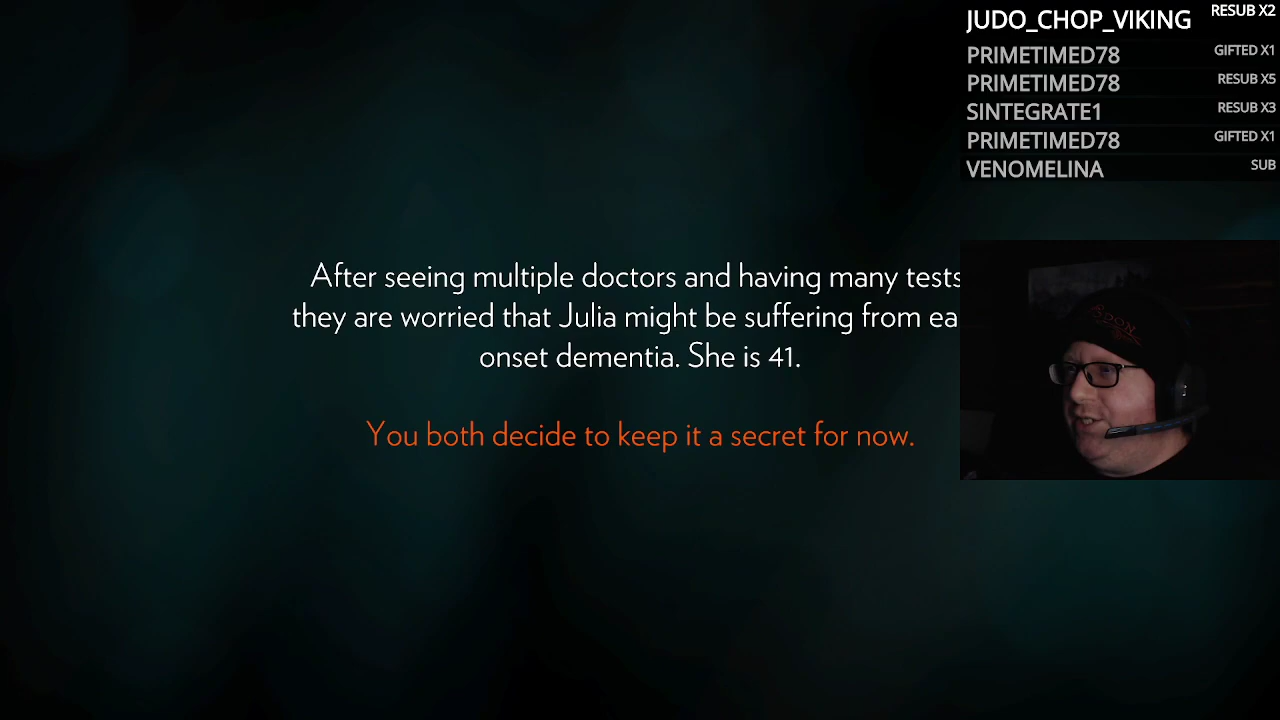 JUDO_CHOP_VIKING RESUB X2
PRIMETIMED78 GIFTED X1
PRIMETIMED78 RESUB X5
SINTEGRATE1 RESUB X3
PRIMETIMED78 GIFTED X1
VENOMELINA SUB
After seeing multiple doctors and having many tests
they are worried that Julia might be suffering from ea
onset dementia. She is 41.
You both decide to keep it a secret for now.